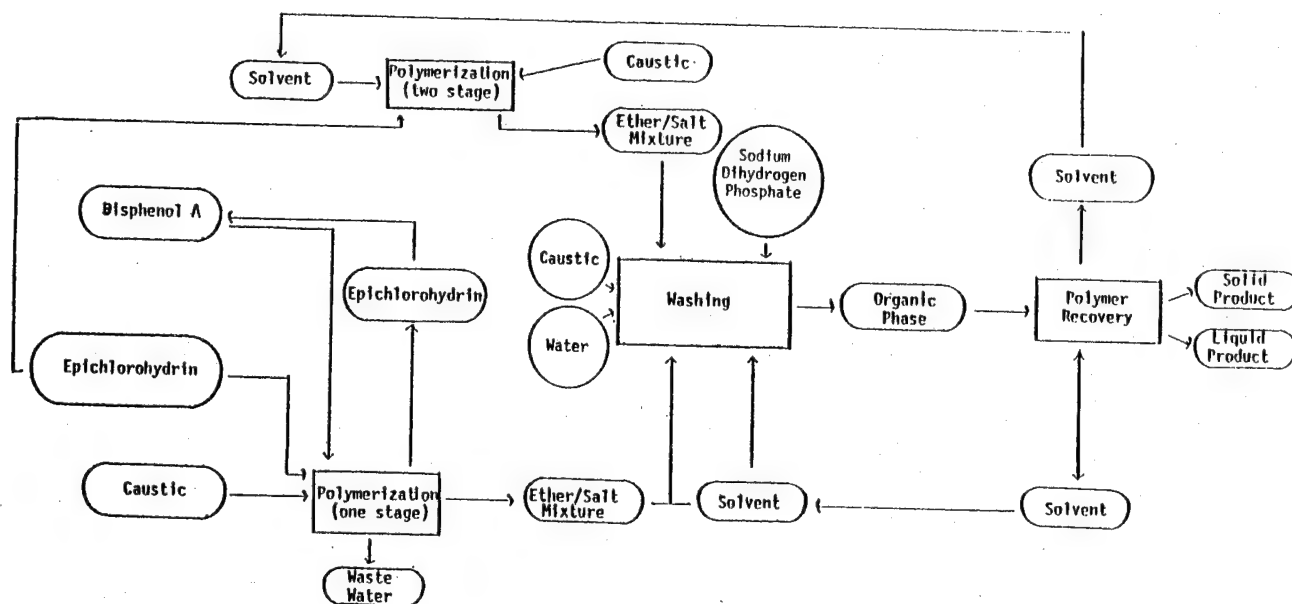 Solvent
Polymerization
(two stage)
Caustic
Ether/Salt
Mixture
Sodium
Dihydrogen
Phosphate
Solvent
Bisphenol A
Caustic
Epichlorohydrin
Washing
Organic
Phase
Polymer
Recovery
Solid
Product
Water
Liquid
Product
Epichlorohydrin
Caustic
Polymerization
(one stage)
Ether/Salt
Mixture
Solvent
Solvent
Waste
Water